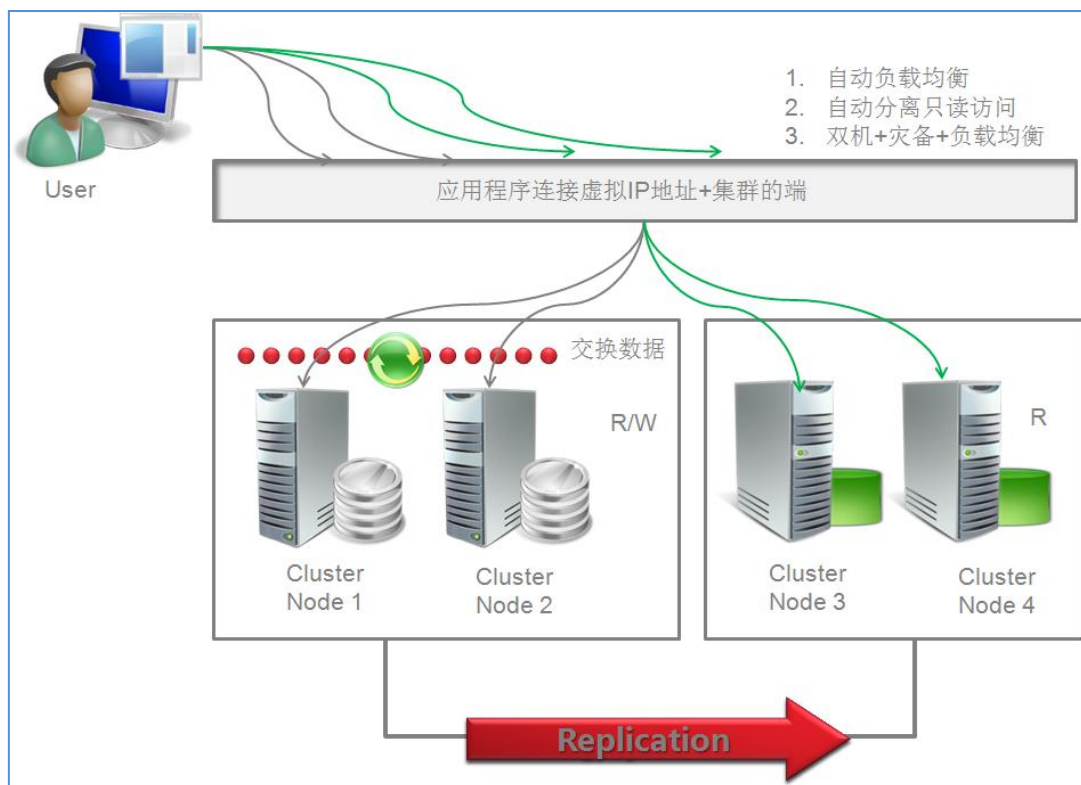 1. 自动负载均衡
2. 自动分离只读访问
3. 双机+灾备+负载均衡
User
应用程序连接虚拟IP地址+集群的端
交换数据
R/W
R
Cluster
Node 1
Cluster
Node 2
Cluster
Node 3
Cluster
Node 4
Replication